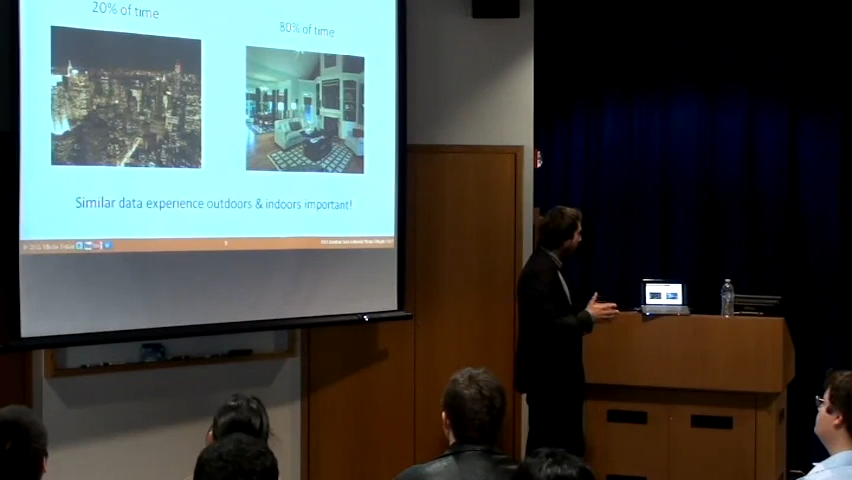 20% of time
80% of time
Similar data experience outdoors & indoors important!